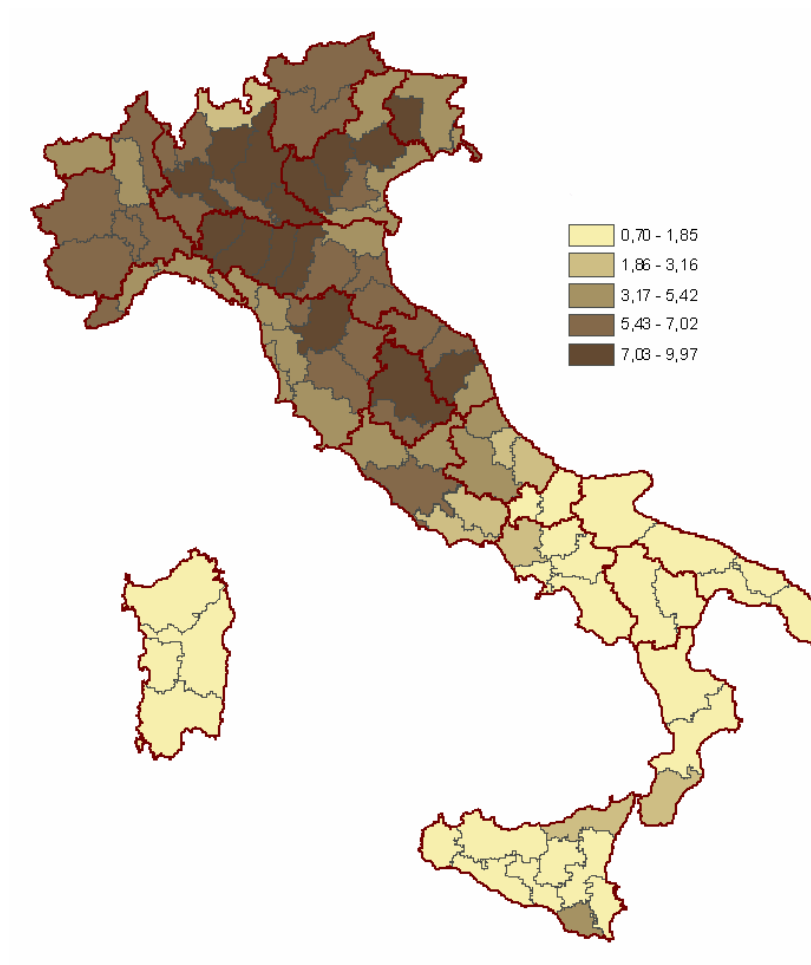 0,70 - 1,85
1,86 - 3,16
3,17 - 5,42
5,43 - 7,02
7,03 - 9,97